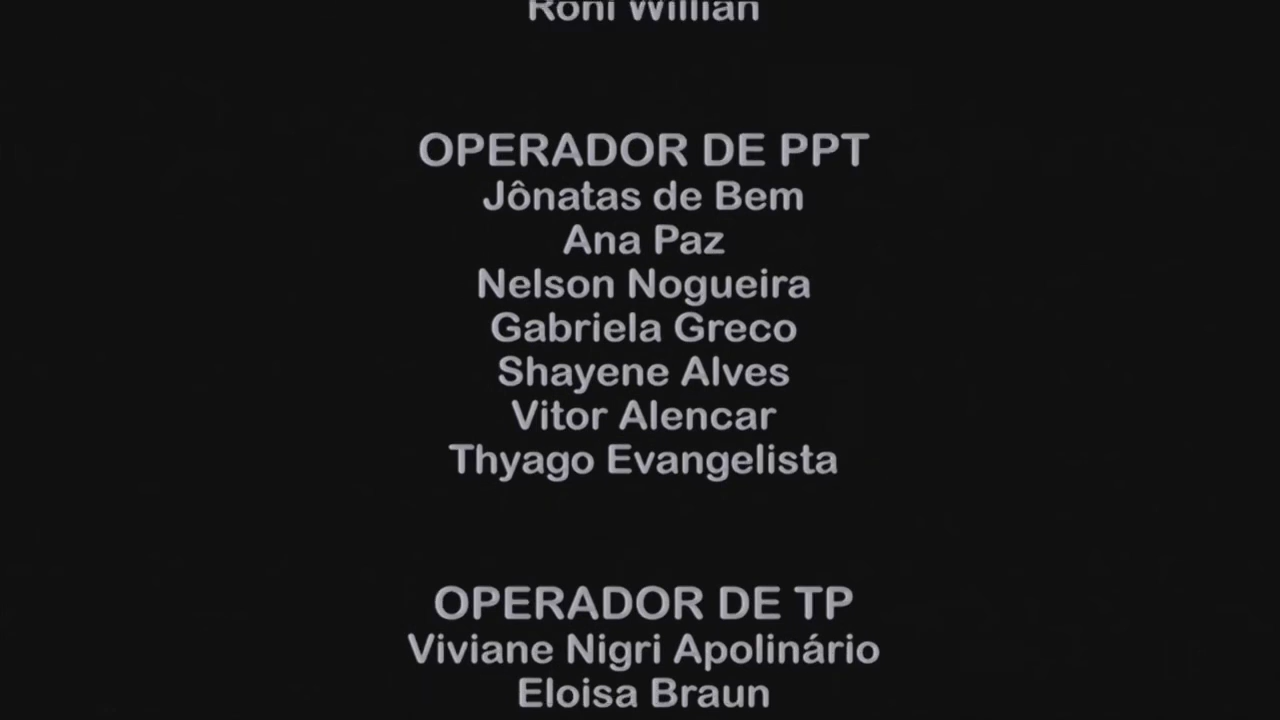 Roni Willian
OPERADOR DE PPT
Jônatas de Bem
Ana Paz
Nelson Nogueira
Gabriela Greco
Shayene Alves
Vitor Alencar
Thyago Evangelista
OPERADOR DE TP
Viviane Nigri Apolinário
Eloisa Braun